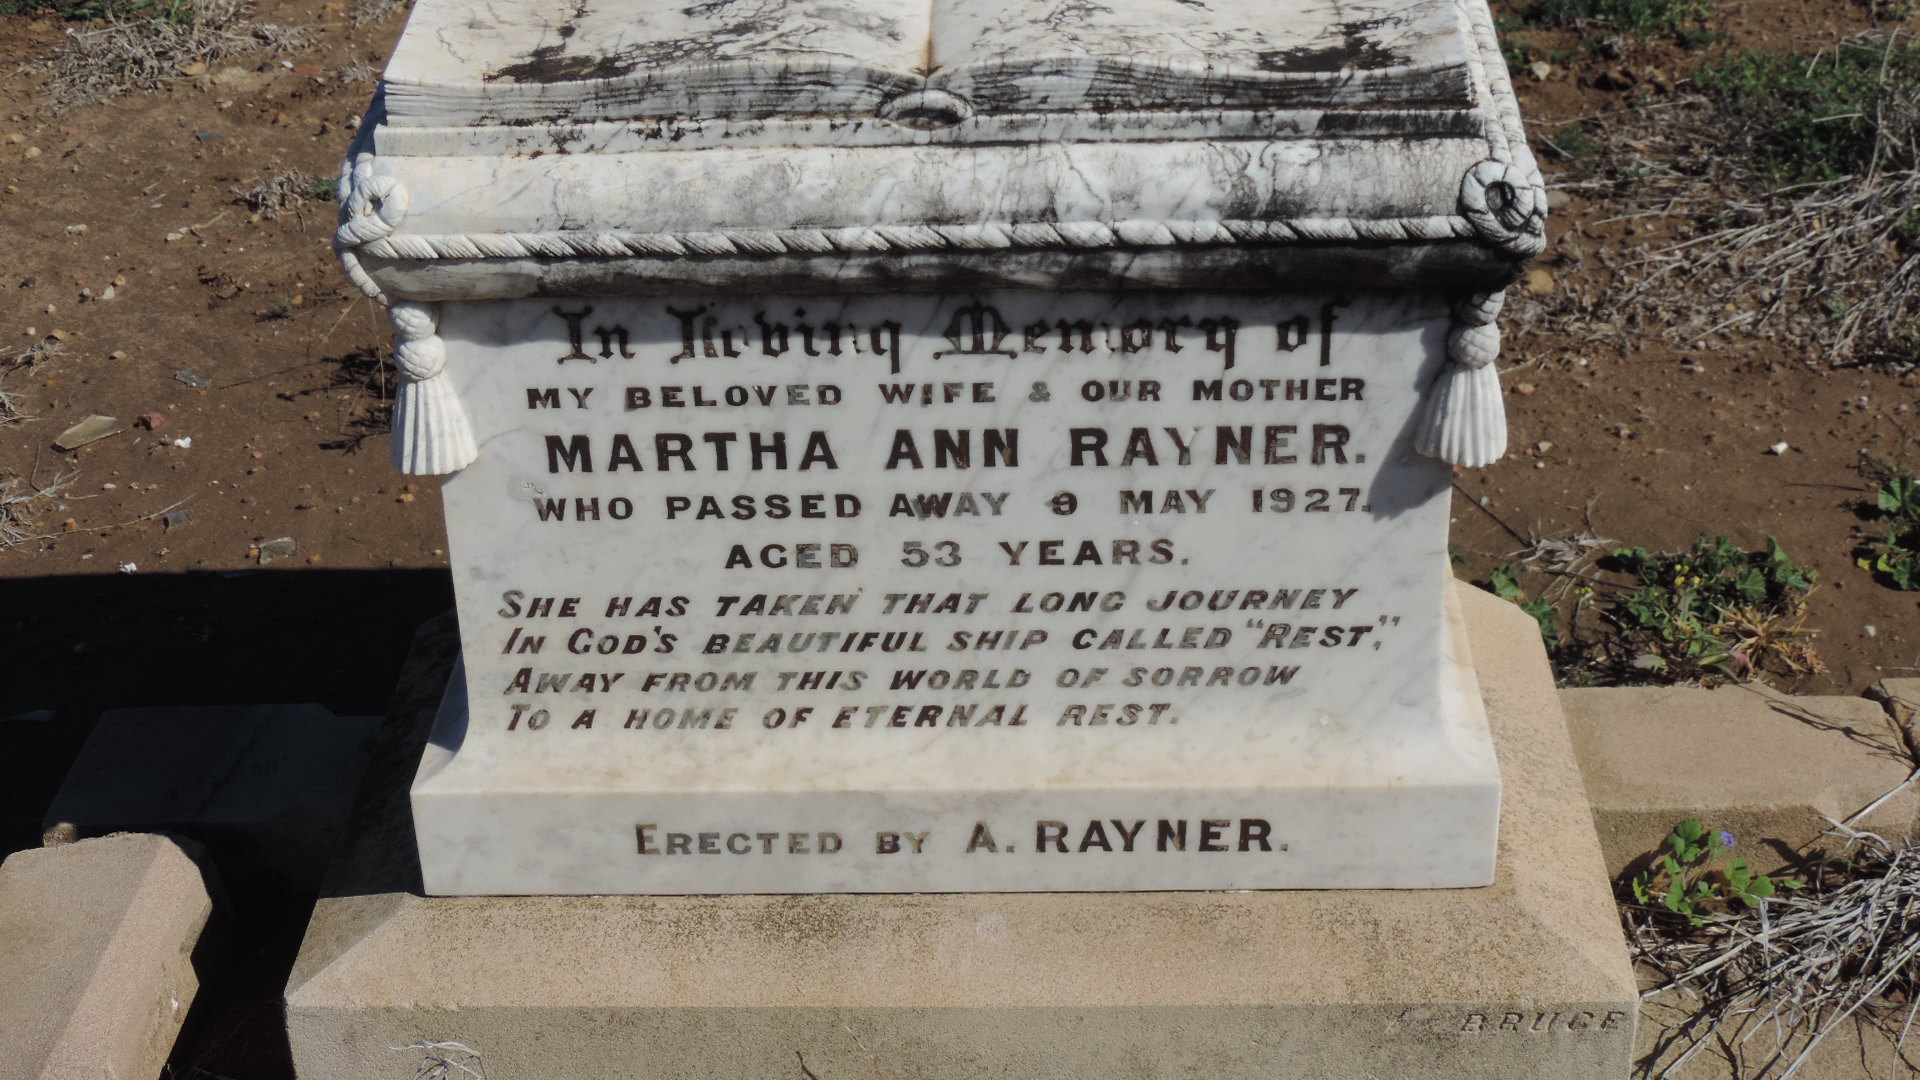 In Loving Memory of
MY BELOVED WIFE & OUR MOTHER
MARTHA ANN RAYNER.
WHO PASSED AWAY 9 MAY 1927.
AGED 53 YEARS.
SHE HAS TAKEN THAT LONG JOURNEY
IN GOD'S BEAUTIFUL SHIP CALLED "REST,"
AWAY FROM THIS WORLD OF SORROW
TO A HOME OF ETERNAL REST.
ERECTED BY A. RAYNER.
BRUCE